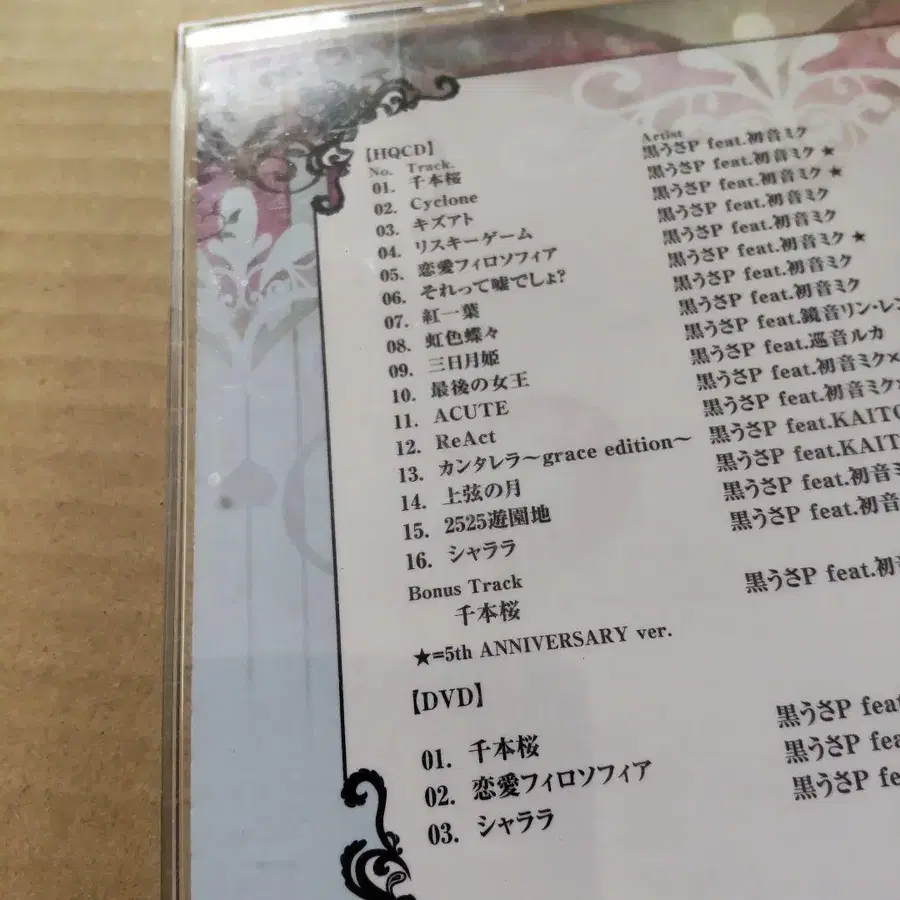 【HQCD】
No. Track. Artist
01. 千本桜 黒うさP feat.初音ミク
02. Cyclone 黒うさP feat.初音ミク★
03. キズアト 黒うさP feat.初音ミク★
04. リスキーゲーム 黒うさP feat.初音ミク
05. 恋愛フィロソフィア 黒うさP feat.初音ミク
06. それって嘘でしょ? 黒うさP feat.初音ミク★
07. 紅一葉 黒うさP feat.初音ミク
08. 虹色蝶々 黒うさP feat.初音ミク
09. 三日月姫 黒うさP feat.鏡音リン・レン
10. 最後の女王 黒うさP feat.巡音ルカ
11. ACUTE 黒うさP feat.初音ミク×
12. ReAct 黒うさP feat.初音ミク×
13. カンタレラ～grace edition～ 黒うさP feat.KAITO
14. 上弦の月 黒うさP feat.KAITO
15. 2525遊園地 黒うさP feat.初音ミ
16. シャララ 黒うさP feat.初音
Bonus Track
千本桜 黒うさP feat.初音
★=5th ANNIVERSARY ver.
【DVD】
01. 千本桜 黒うさP feat
02. 恋愛フィロソフィア 黒うさP fea
03. シャララ 黒うさP fe